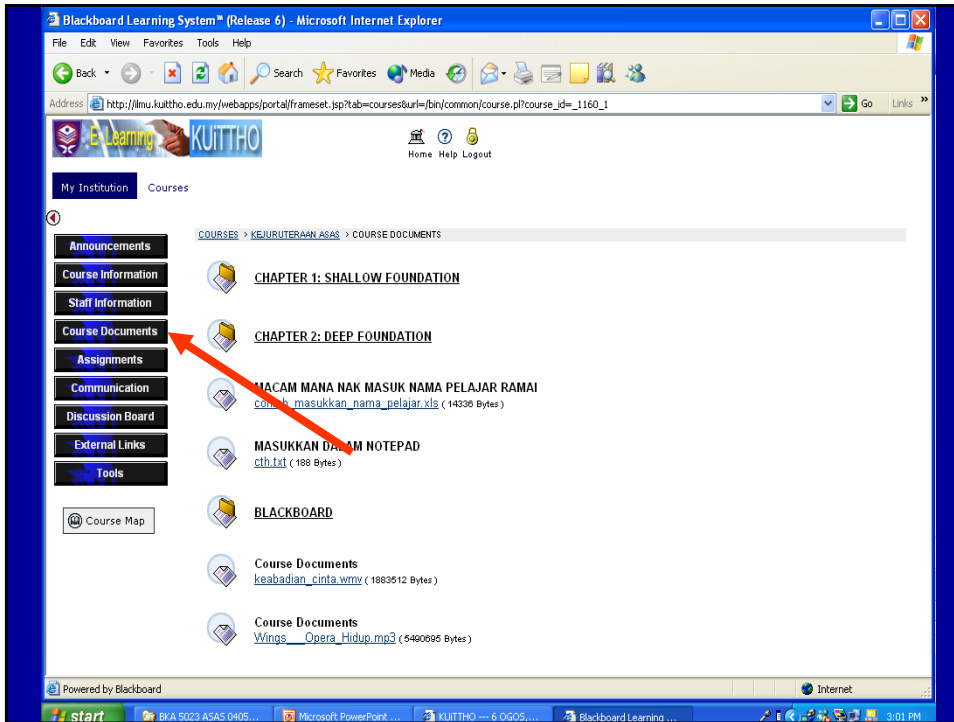 Blackboard Learning System™ (Release 6) - Microsoft Internet Explorer
File Edit View Favorites Tools Help
Back Search Favorites Media
Address http://ilmu.kuittho.edu.my/webapps/portal/frameset.jsp?tab=courses&url=/bin/common/course.pl?course_id=_1160_1 Go Links »
E-Learning KUiTTHO
Home Help Logout
My Institution Courses
COURSES > KEJURUTERAAN ASAS > COURSE DOCUMENTS
Announcements
Course Information
Staff Information
Course Documents
Assignments
Communication
Discussion Board
External Links
Tools
Course Map
CHAPTER 1: SHALLOW FOUNDATION
CHAPTER 2: DEEP FOUNDATION
MACAM MANA NAK MASUK NAMA PELAJAR RAMAI
contoh_masukkan_nama_pelajar.xls ( 14336 Bytes )
MASUKKAN DALAM NOTEPAD
cth.txt ( 188 Bytes )
BLACKBOARD
Course Documents
keabadian_cinta.wmv ( 1883512 Bytes )
Course Documents
Wings___Opera_Hidup.mp3 ( 5490695 Bytes )
Powered by Blackboard Internet
start BKA 5023 ASAS 0405... Microsoft PowerPoint ... KUiTTHO --- 6 OGOS,... Blackboard Learning ... 3:01 PM